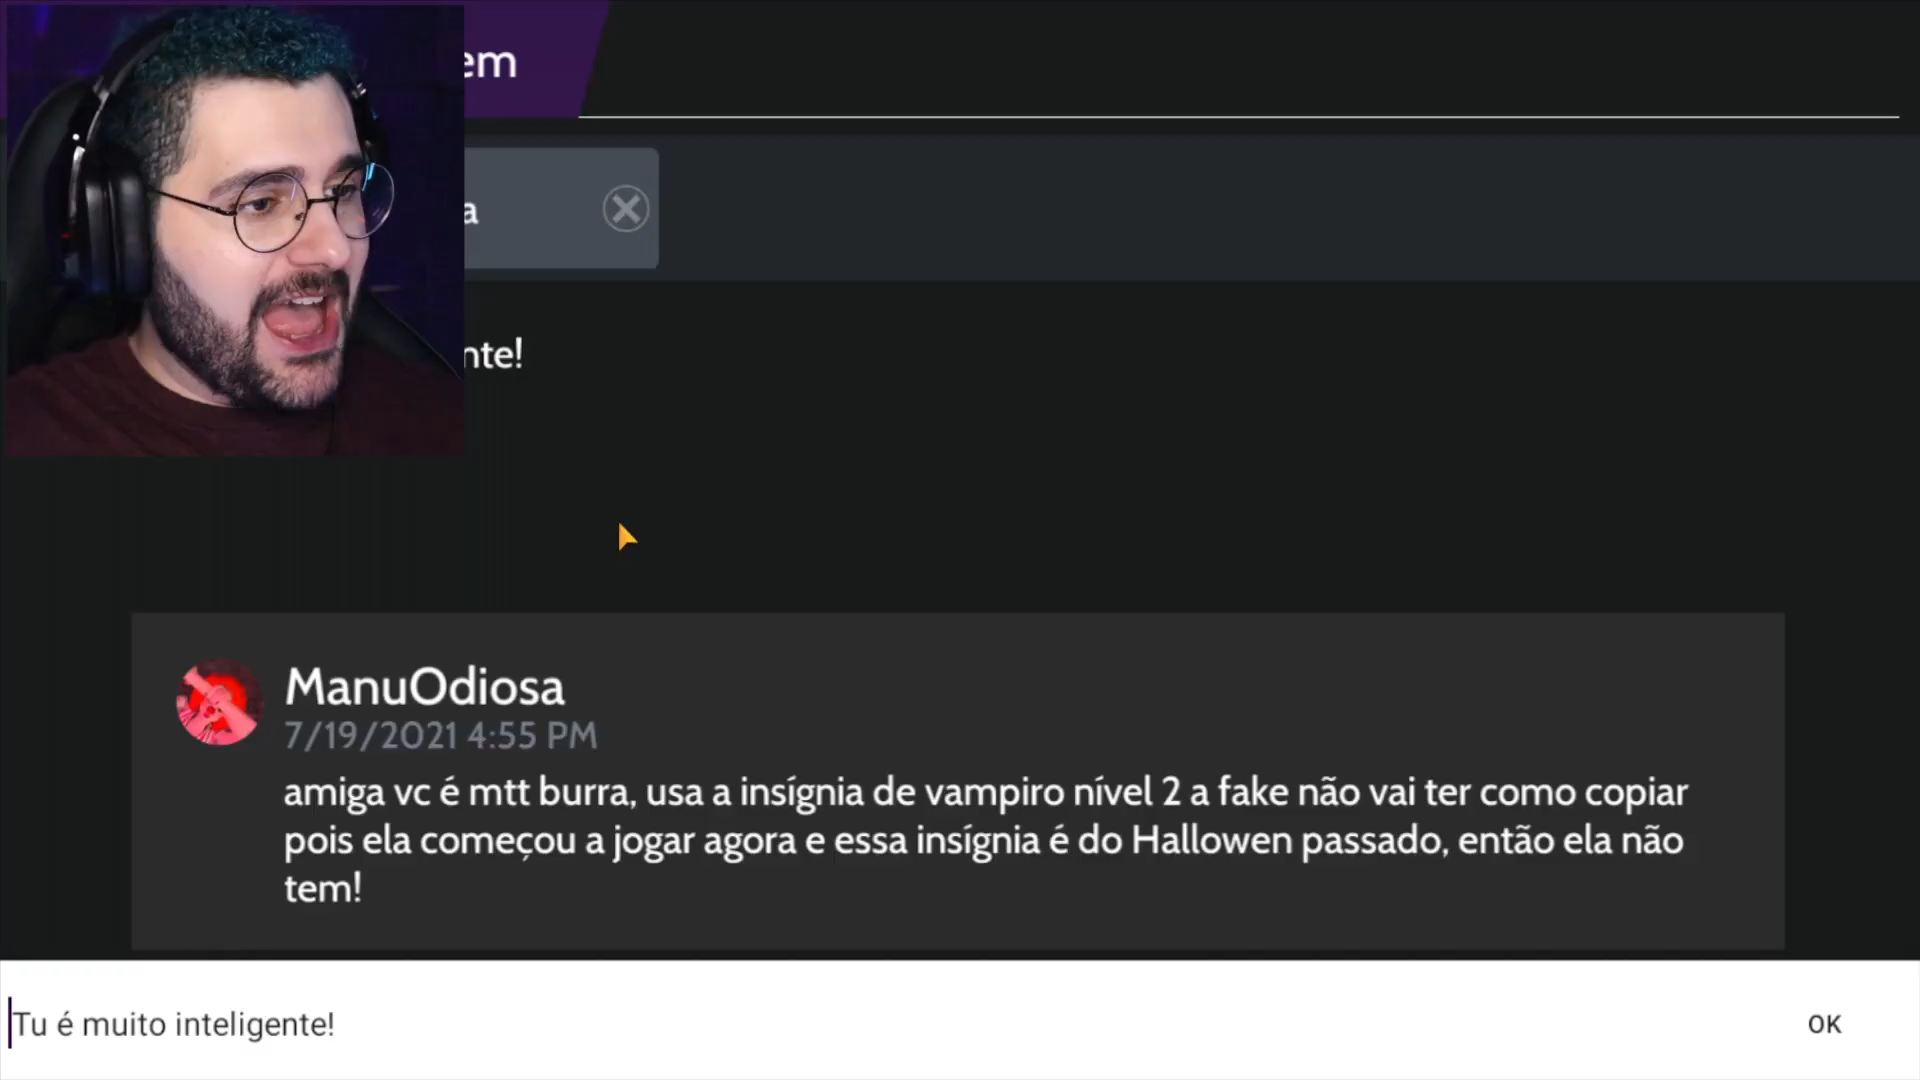 em
a
nte!
ManuOdiosa
7/19/2021 4:55 PM
amiga vc é mtt burra, usa a insígnia de vampiro nível 2 a fake não vai ter como copiar
pois ela começou a jogar agora e essa insígnia é do Hallowen passado, então ela não
tem!
Tu é muito inteligente!
OK